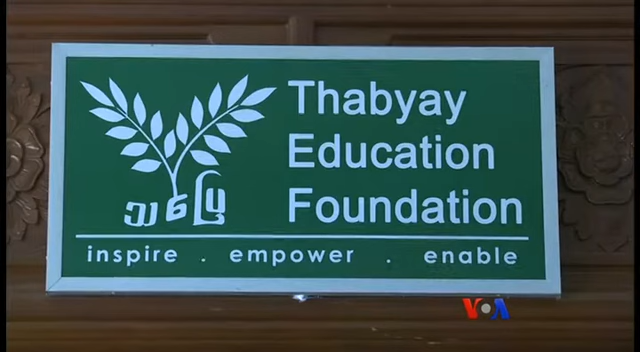 Thabyay
Education
Foundation
သပြေ
inspire . empower . enable
VOA